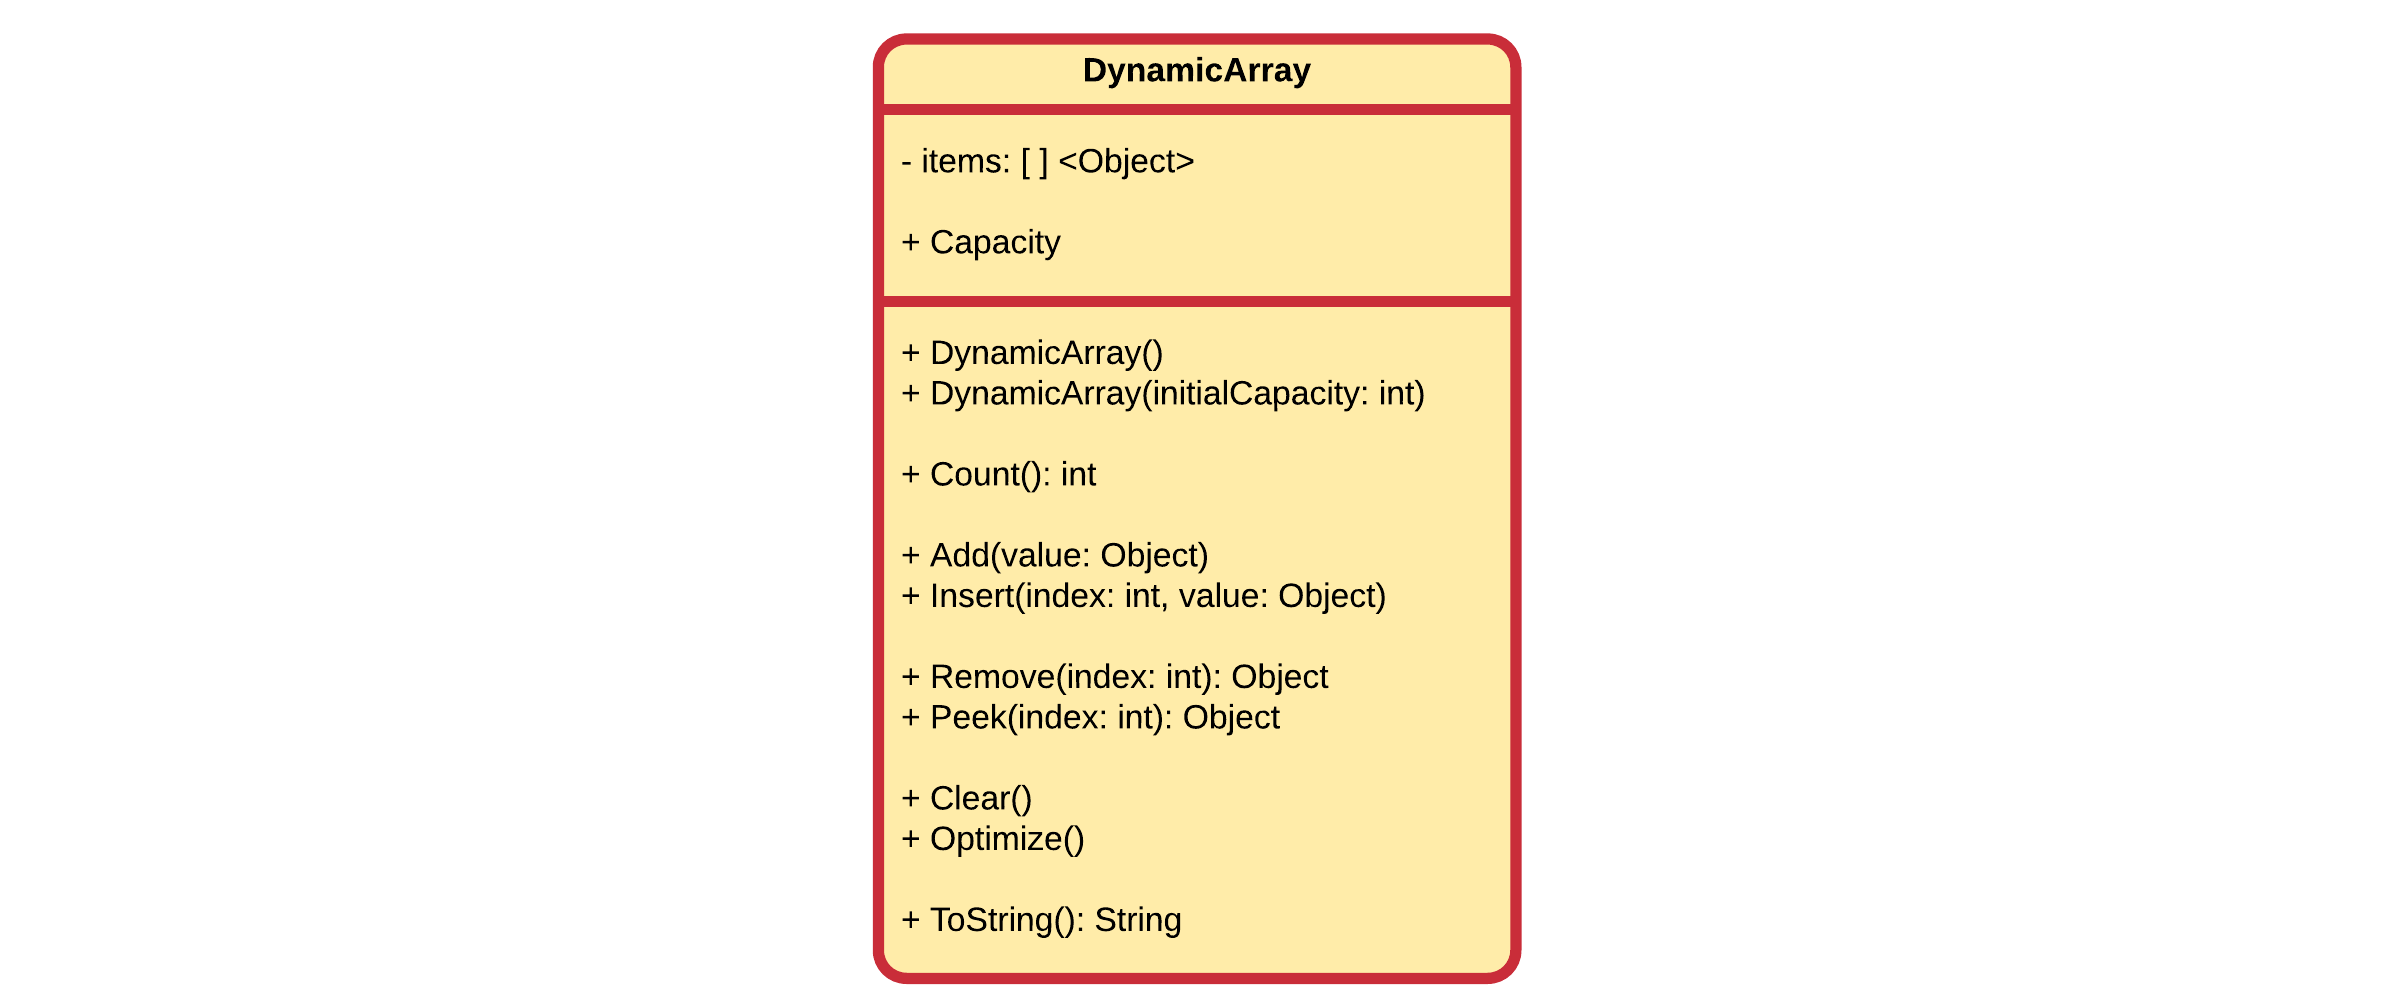 DynamicArray
- items: [ ] <Object>
+ Capacity
+ DynamicArray()
+ DynamicArray(initialCapacity: int)
+ Count(): int
+ Add(value: Object)
+ Insert(index: int, value: Object)
+ Remove(index: int): Object
+ Peek(index: int): Object
+ Clear()
+ Optimize()
+ ToString(): String